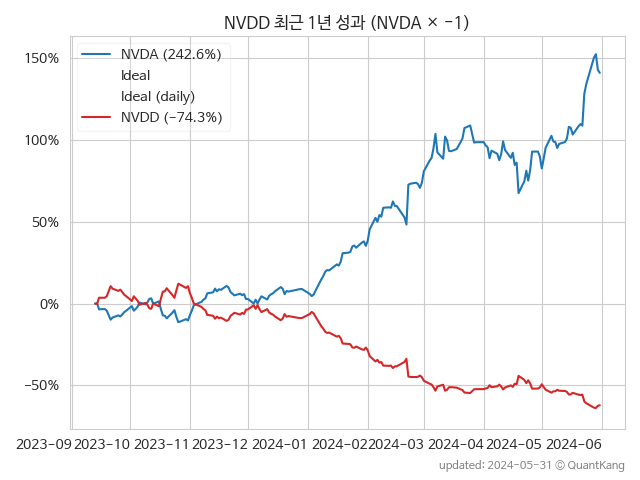 NVDD 최근 1년 성과 (NVDA × −1)
NVDA (242.6%)
Ideal
Ideal (daily)
NVDD (−74.3%)
150%
100%
50%
0%
−50%
2023-09 2023-10 2023-11 2023-12 2024-01 2024-02 2024-03 2024-04 2024-05 2024-06
updated: 2024-05-31 © QuantKang